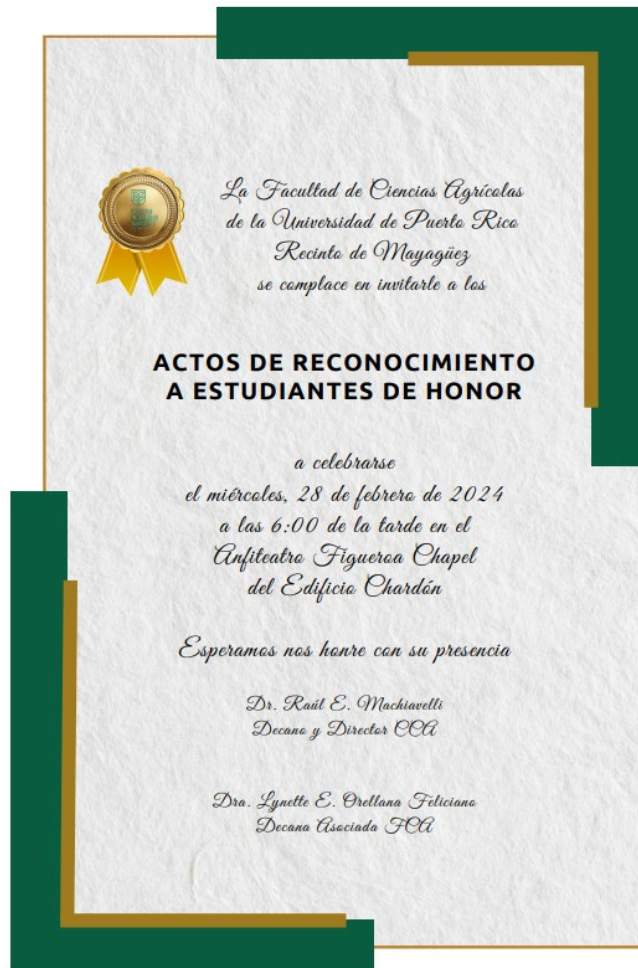 La Facultad de Ciencias Agrícolas
de la Universidad de Puerto Rico
Recinto de Mayagüez
se complace en invitarle a los
ACTOS DE RECONOCIMIENTO
A ESTUDIANTES DE HONOR
a celebrarse
el miércoles, 28 de febrero de 2024
a las 6:00 de la tarde en el
Anfiteatro Figueroa Chapel
del Edificio Chardón
Esperamos nos honre con su presencia
Dr. Raúl E. Machiavelli
Decano y Director CCA
Dra. Lynette E. Orellana Feliciano
Decana Asociada FCA